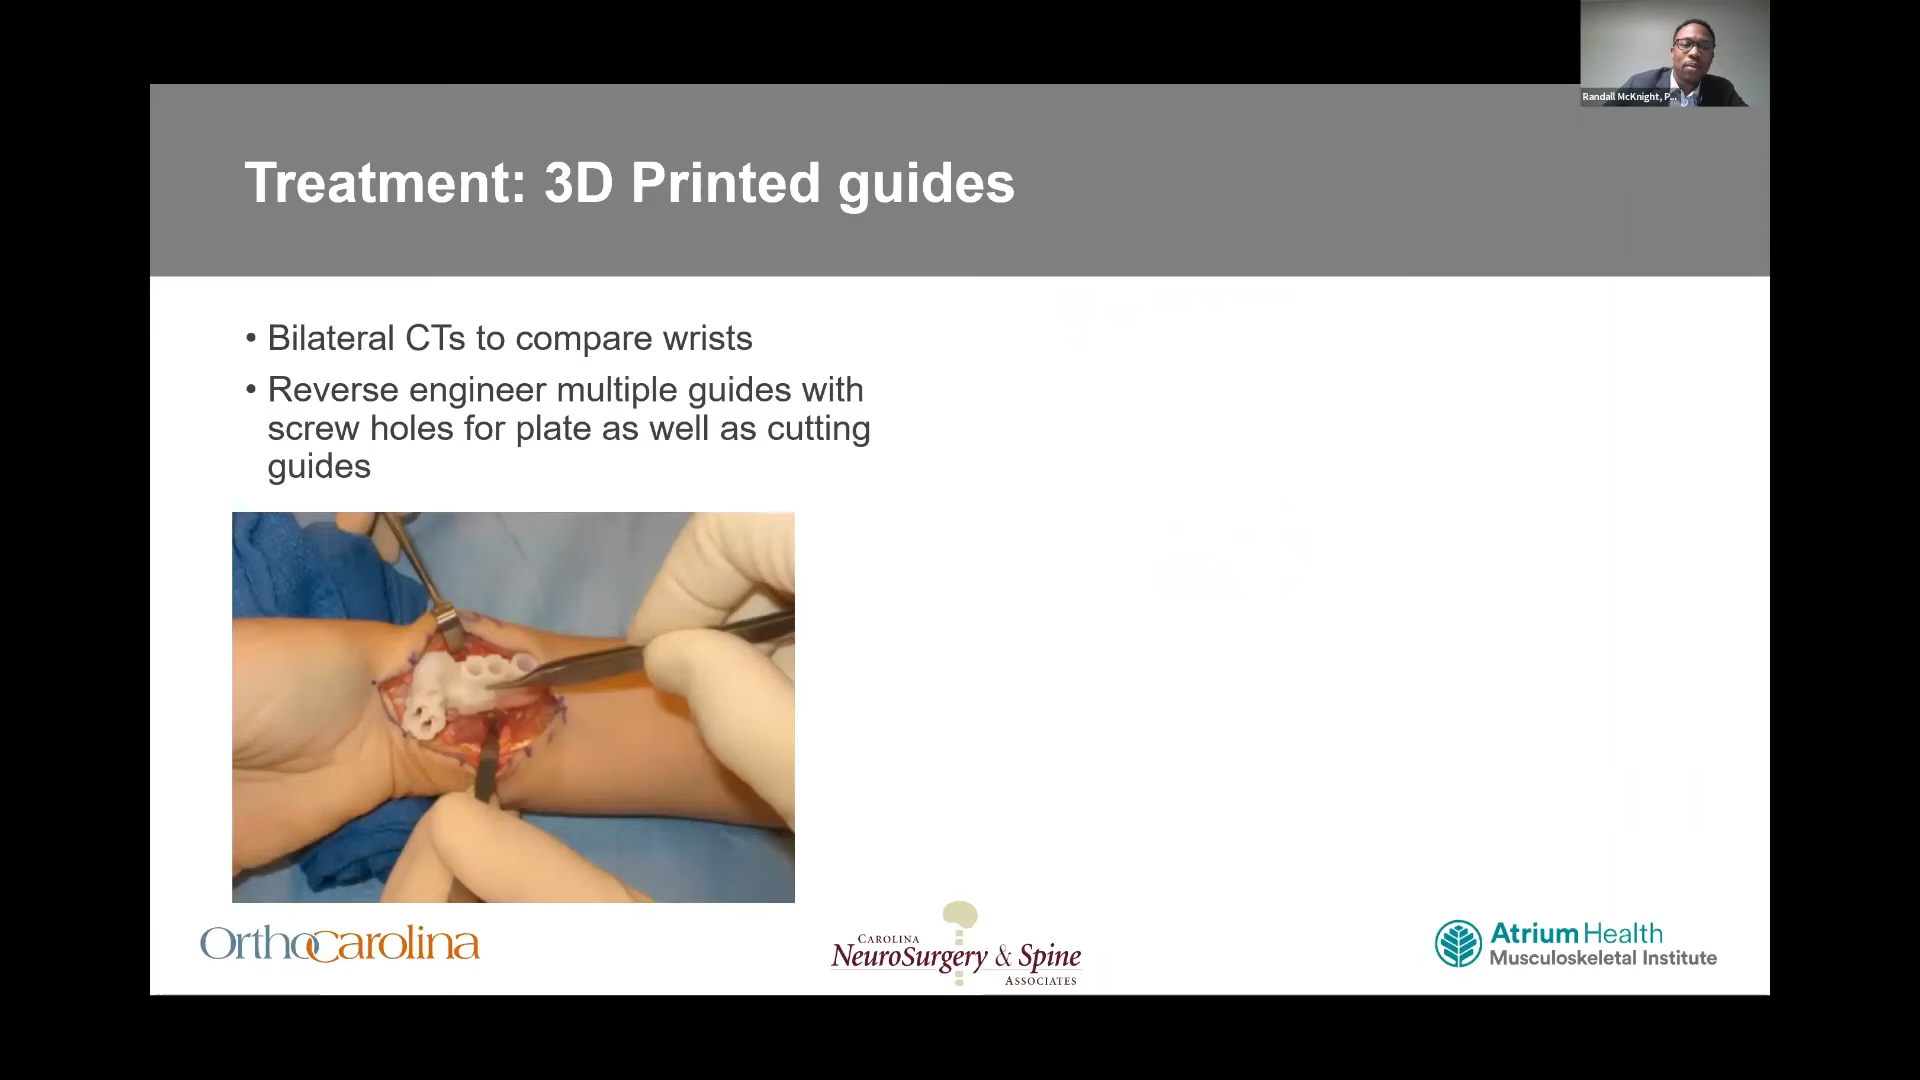 Randall McKnight, P...
Treatment: 3D Printed guides
• Bilateral CTs to compare wrists
• Reverse engineer multiple guides with
screw holes for plate as well as cutting
guides
OrthoCarolina
CAROLINA
NEUROSURGERY & SPINE
ASSOCIATES
Atrium Health
Musculoskeletal Institute